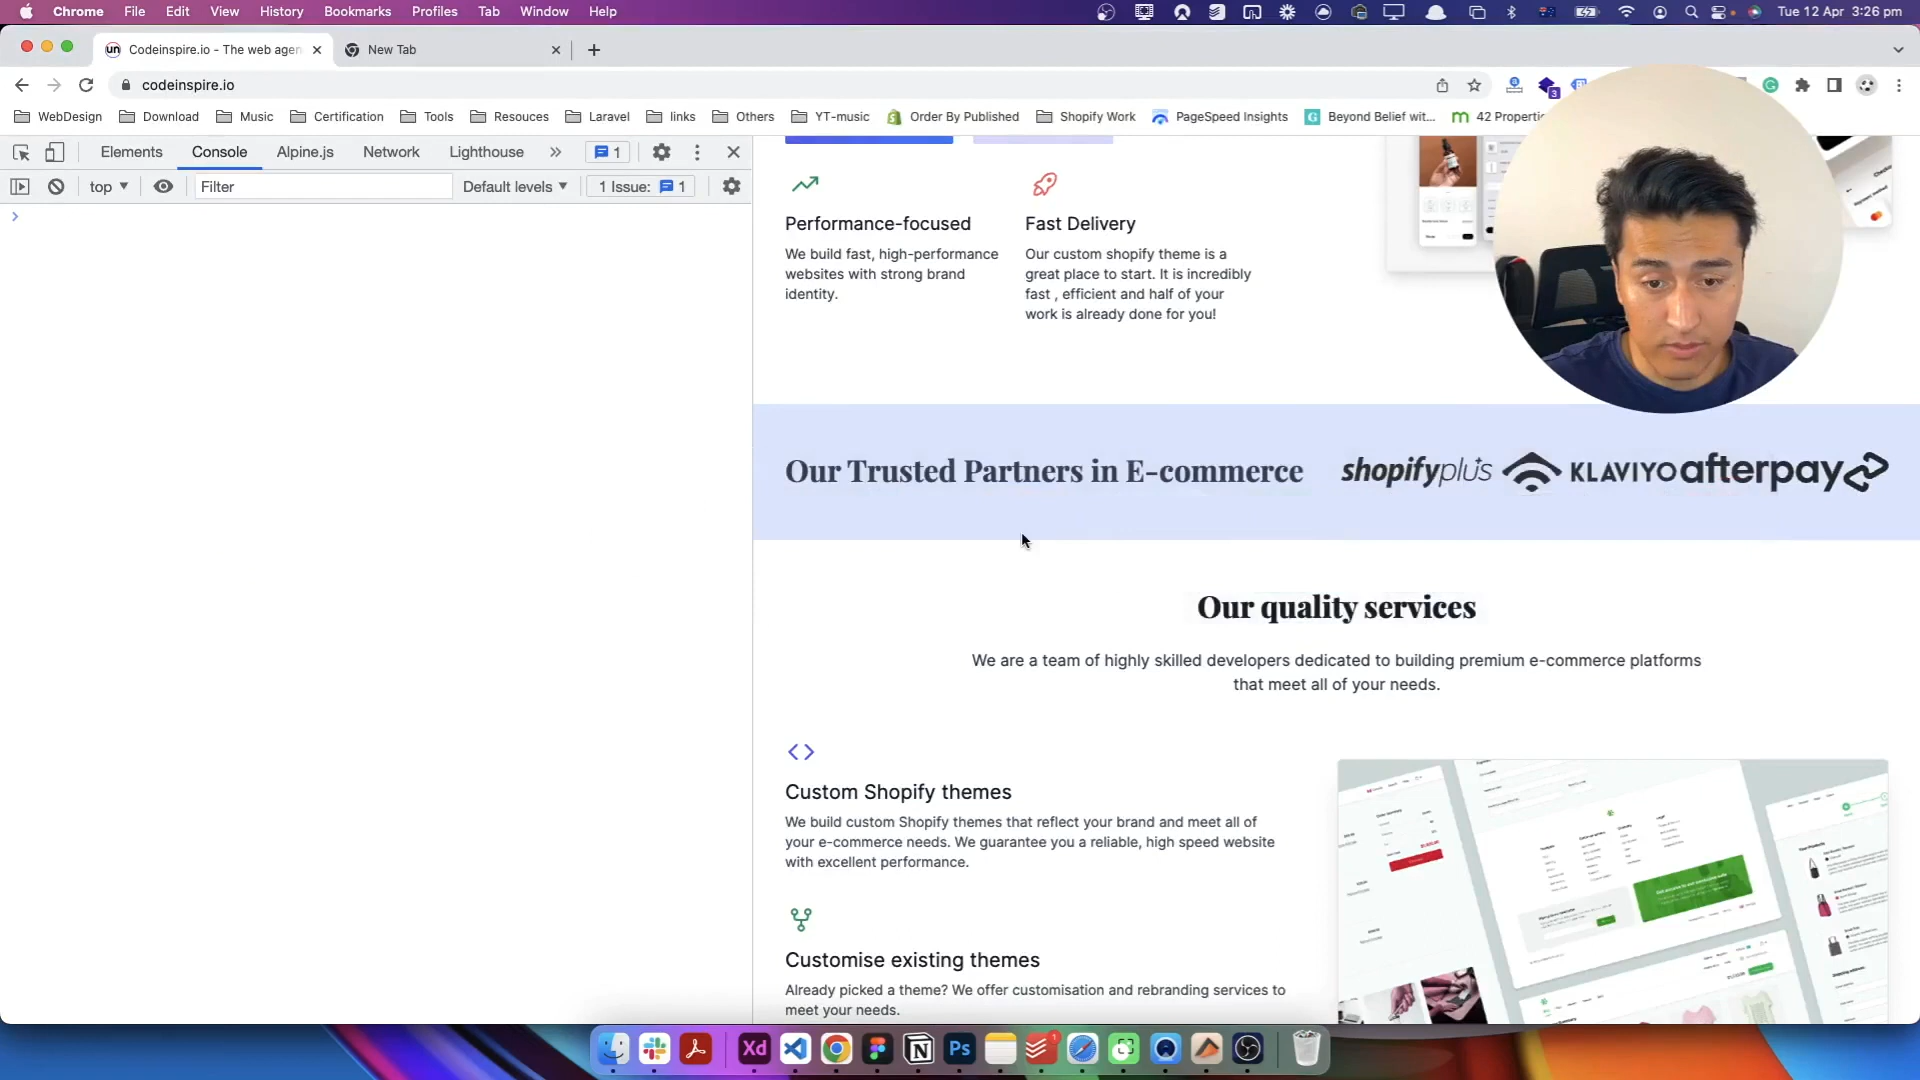 Chrome File Edit View History Bookmarks Profiles Tab Window Help
Tue 12 Apr 3:26 pm
Codeinspire.io - The web agen
New Tab
codeinspire.io
3
WebDesign Download Music Certification Tools Resouces Laravel links Others YT-music Order By Published Shopify Work PageSpeed Insights Beyond Belief wit... 42 Properti
Elements Console Alpine.js Network Lighthouse » 1
top Filter Default levels 1 Issue: 1
Performance-focused
We build fast, high-performance
websites with strong brand
identity.
Fast Delivery
Our custom shopify theme is a
great place to start. It is incredibly
fast , efficient and half of your
work is already done for you!
Our Trusted Partners in E-commerce
shopifyplus KLAVIYO afterpay
Our quality services
We are a team of highly skilled developers dedicated to building premium e-commerce platforms
that meet all of your needs.
Custom Shopify themes
We build custom Shopify themes that reflect your brand and meet all of
your e-commerce needs. We guarantee you a reliable, high speed website
with excellent performance.
Customise existing themes
Already picked a theme? We offer customisation and rebranding services to
meet your needs.
Xd
Ps
1